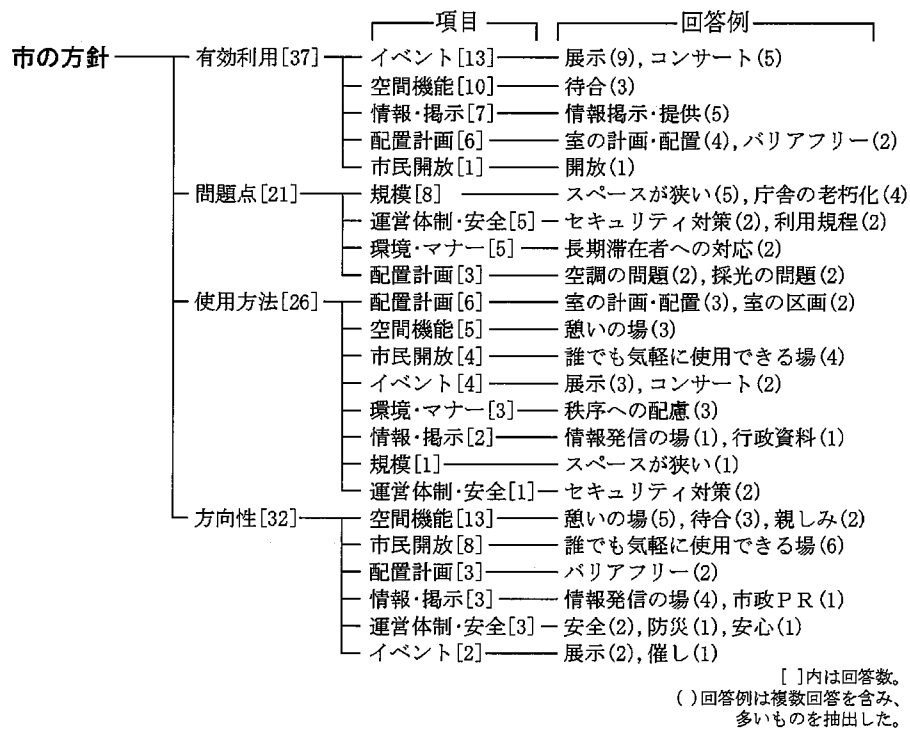 項目 回答例
市の方針 有効利用[37] イベント[13] 展示(9), コンサート(5)
空間機能[10] 待合(3)
情報・掲示[7] 情報掲示・提供(5)
配置計画[6] 室の計画・配置(4), バリアフリー(2)
市民開放[1] 開放(1)
問題点[21] 規模[8] スペースが狭い(5), 庁舎の老朽化(4)
運営体制・安全[5] セキュリティ対策(2), 利用規程(2)
環境・マナー[5] 長期滞在者への対応(2)
配置計画[3] 空調の問題(2), 採光の問題(2)
使用方法[26] 配置計画[6] 室の計画・配置(3), 室の区画(2)
空間機能[5] 憩いの場(3)
市民開放[4] 誰でも気軽に使用できる場(4)
イベント[4] 展示(3), コンサート(2)
環境・マナー[3] 秩序への配慮(3)
情報・掲示[2] 情報発信の場(1), 行政資料(1)
規模[1] スペースが狭い(1)
運営体制・安全[1] セキュリティ対策(2)
方向性[32] 空間機能[13] 憩いの場(5), 待合(3), 親しみ(2)
市民開放[8] 誰でも気軽に使用できる場(6)
配置計画[3] バリアフリー(2)
情報・掲示[3] 情報発信の場(4), 市政PR(1)
運営体制・安全[3] 安全(2), 防災(1), 安心(1)
イベント[2] 展示(2), 催し(1)
[ ]内は回答数。
( )回答例は複数回答を含み、
多いものを抽出した。